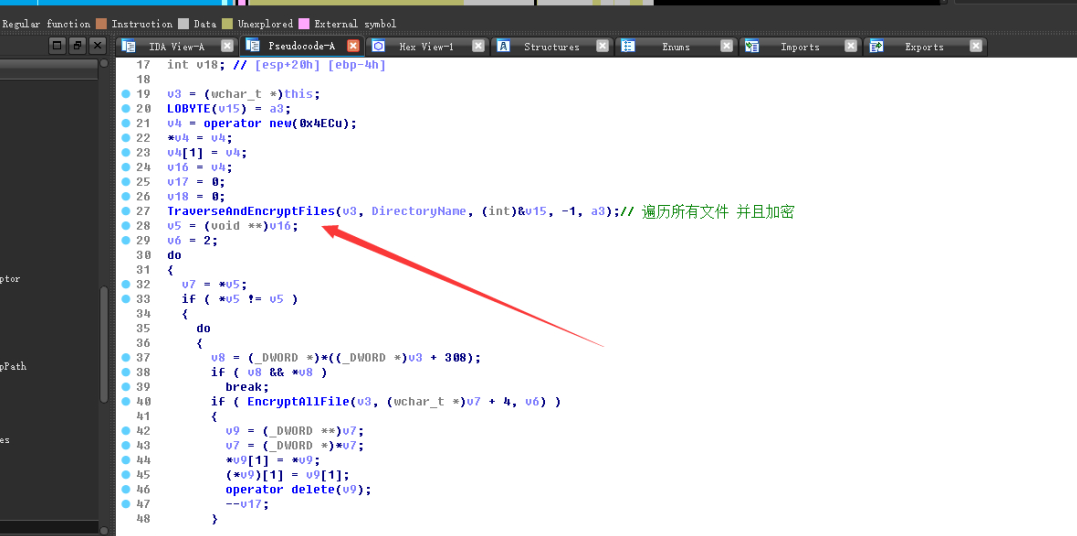 Regular function Instruction Data Unexplored External symbol
IDA View-A Pseudocode-A Hex View-1 Structures Enums Imports Exports
17 int v18; // [esp+20h] [ebp-4h]
18
19 v3 = (wchar_t *)this;
20 LOBYTE(v15) = a3;
21 v4 = operator new(0x4ECu);
22 *v4 = v4;
23 v4[1] = v4;
24 v16 = v4;
25 v17 = 0;
26 v18 = 0;
27 TraverseAndEncryptFiles(v3, DirectoryName, (int)&v15, -1, a3);// 遍历所有文件 并且加密
28 v5 = (void **)v16;
29 v6 = 2;
30 do
31 {
32 v7 = *v5;
33 if ( *v5 != v5 )
34 {
35 do
36 {
37 v8 = (_DWORD *)*((_DWORD *)v3 + 308);
38 if ( v8 && *v8 )
39 break;
40 if ( EncryptAllFile(v3, (wchar_t *)v7 + 4, v6) )
41 {
42 v9 = (_DWORD **)v7;
43 v7 = (_DWORD *)*v7;
44 *v9[1] = *v9;
45 (*v9)[1] = v9[1];
46 operator delete(v9);
47 --v17;
48 }
ptor
pPath
es